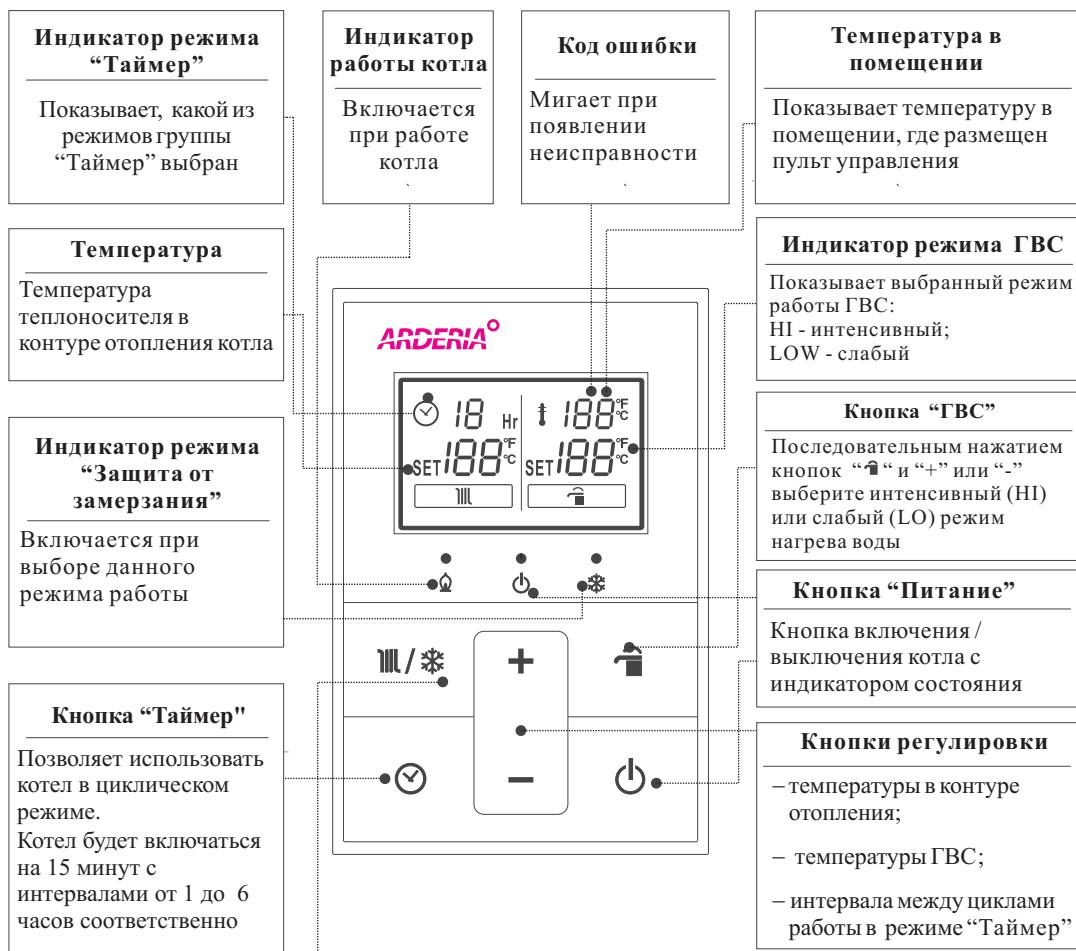 Индикатор режима
“Таймер”
Показывает, какой из
режимов группы
“Таймер” выбран
Индикатор
работы котла
Включается
при работе
котла
Код ошибки
Мигает при
появлении
неисправности
Температура в
помещении
Показывает температуру в
помещении, где размещен
пульт управления
Температура
Температура
теплоносителя в
контуре отопления котла
Индикатор режима ГВС
Показывает выбранный режим
работы ГВС:
HI - интенсивный;
LOW - слабый
Индикатор режима
“Защита от
замерзания”
Включается при
выборе данного
режима работы
Кнопка “ГВС”
Последовательным нажатием
кнопок “ “ и “+” или “-”
выберите интенсивный (HI)
или слабый (LO) режим
нагрева воды
Кнопка “Питание”
Кнопка включения /
выключения котла с
индикатором состояния
Кнопка “Таймер"
Позволяет использовать
котел в циклическом
режиме.
Котел будет включаться
на 15 минут с
интервалами от 1 до 6
часов соответственно
Кнопки регулировки
– температуры в контуре
отопления;
– температуры ГВС;
– интервала между циклами
работы в режиме “Таймер”
ARDERIA
18 Hr 188 °F °C
SET 188 °F °C SET 188 °F °C
/
+
–